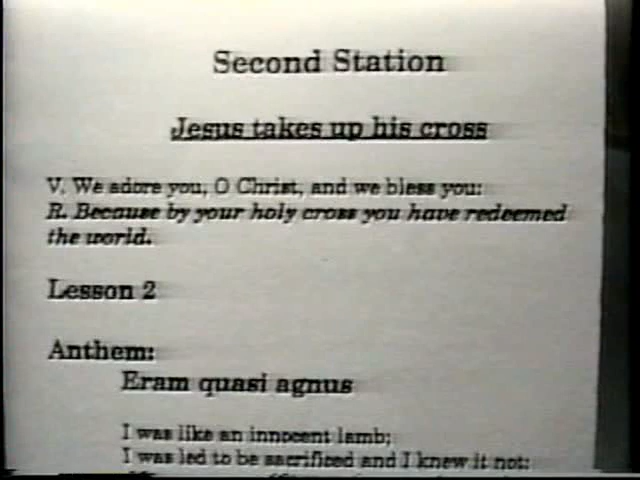 Second Station
Jesus takes up his cross
V. We adore you, O Christ, and we bless you:
R. Because by your holy cross you have redeemed
the world.
Lesson 2
Anthem:
Eram quasi agnus
I was like an innocent lamb;
I was led to be sacrificed and I knew it not: